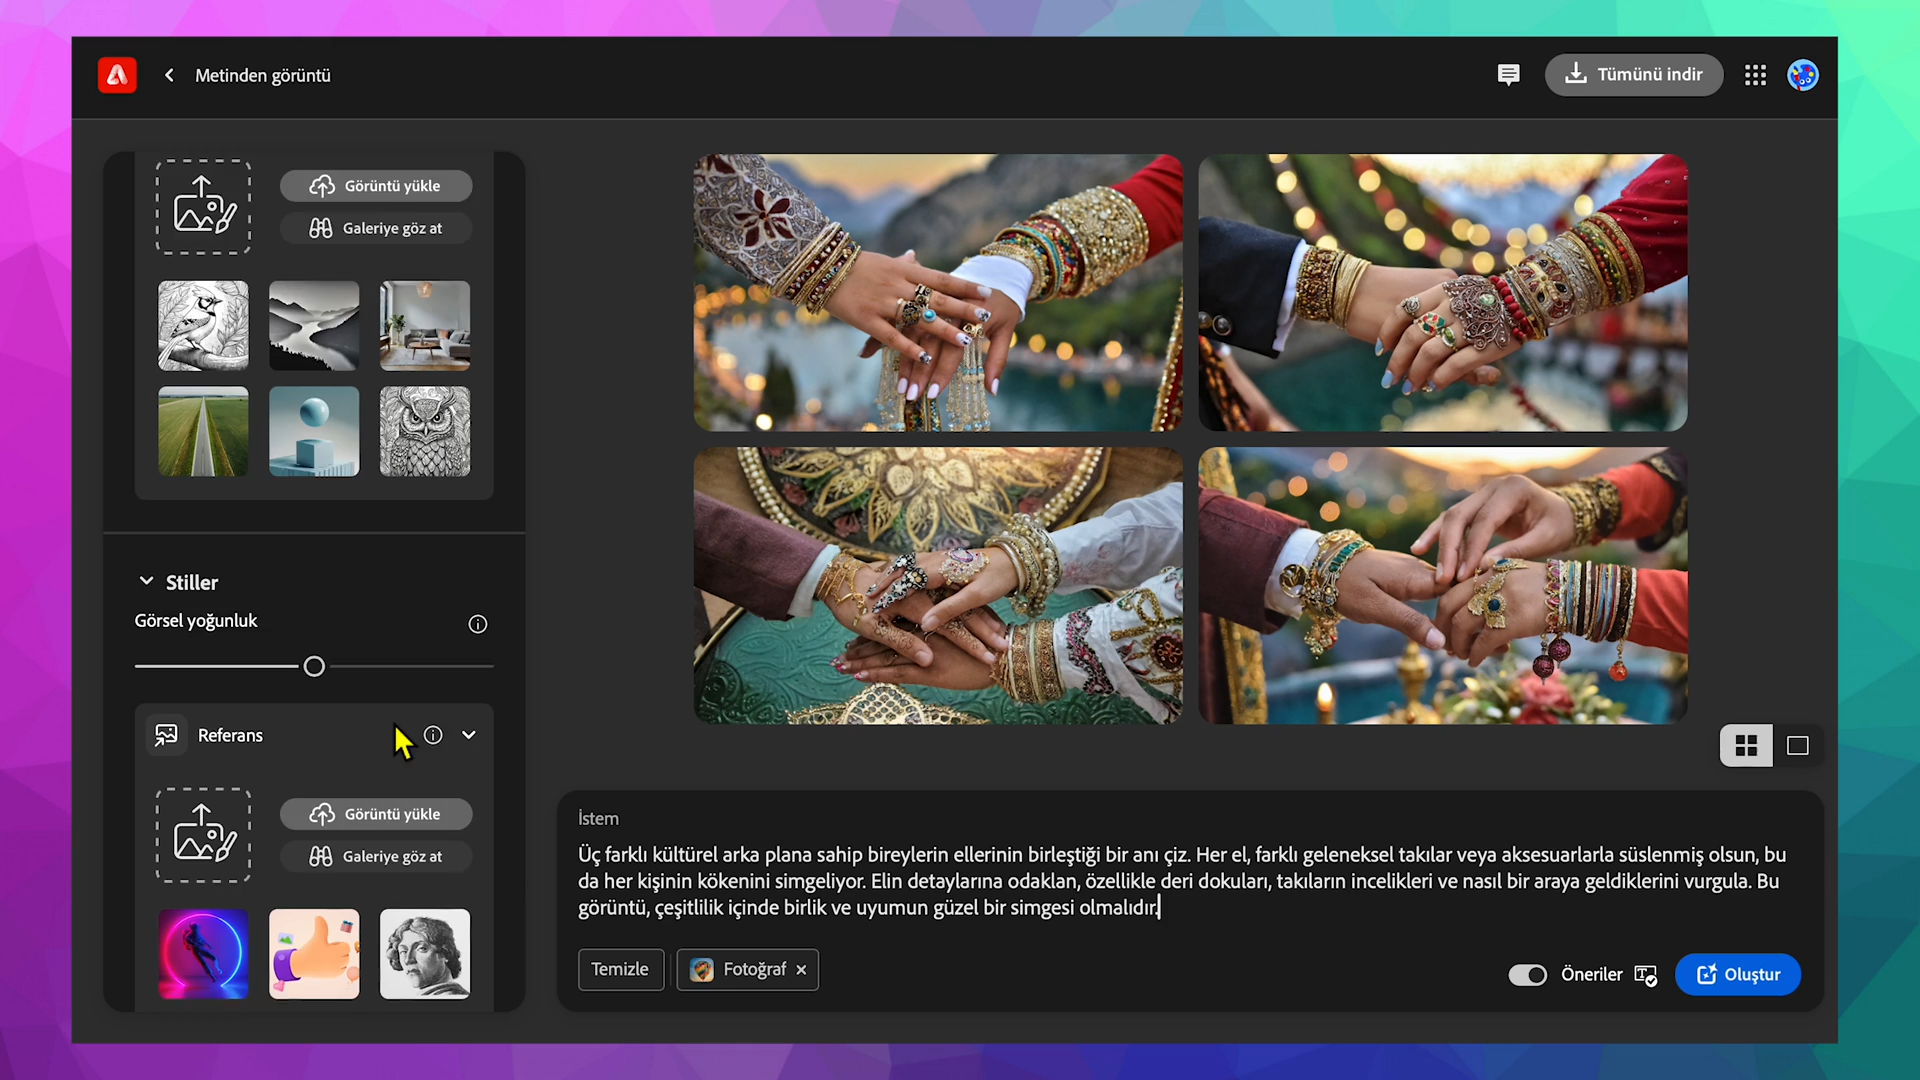 Metinden görüntü
Tümünü indir
Görüntü yükle
Galeriye göz at
Stiller
Görsel yoğunluk
Referans
Görüntü yükle
Galeriye göz at
İstem
Üç farklı kültürel arka plana sahip bireylerin ellerinin birleştiği bir anı çiz. Her el, farklı geleneksel takılar veya aksesuarlarla süslenmiş olsun, bu
da her kişinin kökenini simgeliyor. Elin detaylarına odaklan, özellikle deri dokuları, takıların incelikleri ve nasıl bir araya geldiklerini vurgula. Bu
görüntü, çeşitlilik içinde birlik ve uyumun güzel bir simgesi olmalıdır.
Temizle
Fotoğraf
Öneriler
Oluştur